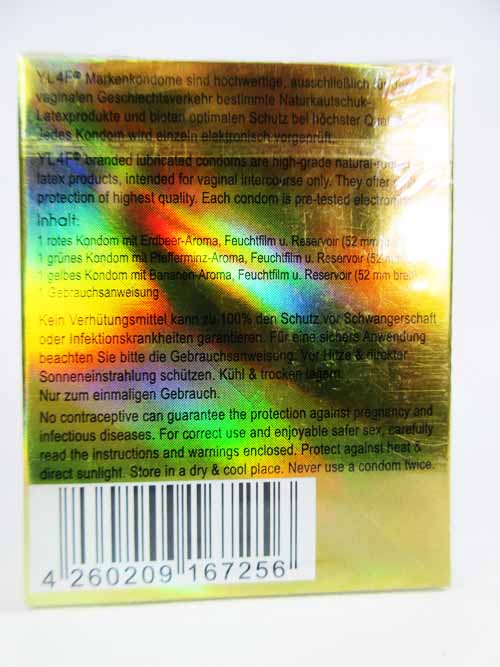 YL4F® Markenkondome sind hochwertige, ausschließlich für den
vaginalen Geschlechtsverkehr bestimmte Naturkautschuk-
Latexprodukte und bieten optimalen Schutz bei höchster
Jedes Kondom wird einzeln elektronisch vorgeprüft.
YL4F® branded lubricated condoms are high-grade
latex products, intended for vaginal intercourse only. They offer
protection of highest quality. Each condom is pre-tested
Inhalt:
1 rotes Kondom mit Erdbeer-Aroma, Feuchtfilm u. Reservoir (52 mm
1 grünes Kondom mit Pfefferminz-Aroma, Feuchtfilm u. Reservoir (52
1 gelbes Kondom mit Bananen-Aroma, Feuchtfilm u. Reservoir (52 mm
1 Gebrauchsanweisung
Kein Verhütungsmittel kann zu 100% den Schutz vor Schwangerschaft
oder Infektionskrankheiten garantieren. Für eine sichere Anwendung
beachten Sie bitte die Gebrauchsanweisung. Vor Hitze & direkter
Sonneneinstrahlung schützen. Kühl & trocken lagern.
Nur zum einmaligen Gebrauch.
No contraceptive can guarantee the protection against pregnancy and
infectious diseases. For correct use and enjoyable safer sex, carefully
read the instructions and warnings enclosed. Protect against heat &
direct sunlight. Store in a dry & cool place. Never use a condom twice.
4 260209 167256